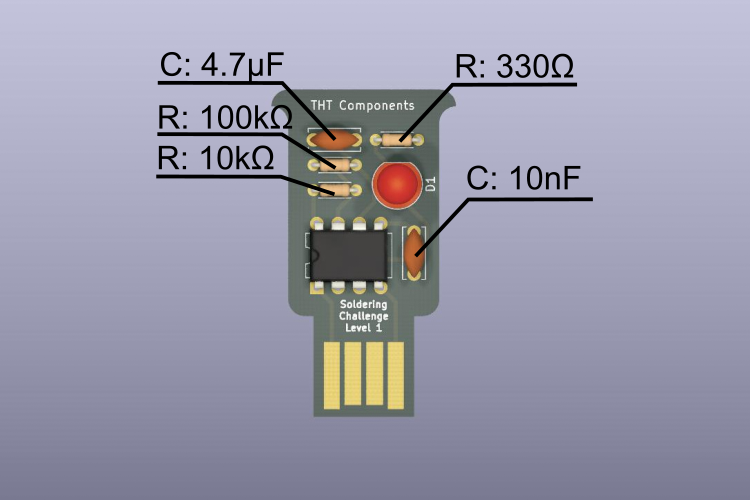 C: 4.7µF
R: 330Ω
THT Components
R: 100kΩ
R: 10kΩ
D1
C: 10nF
Soldering
Challenge
Level 1